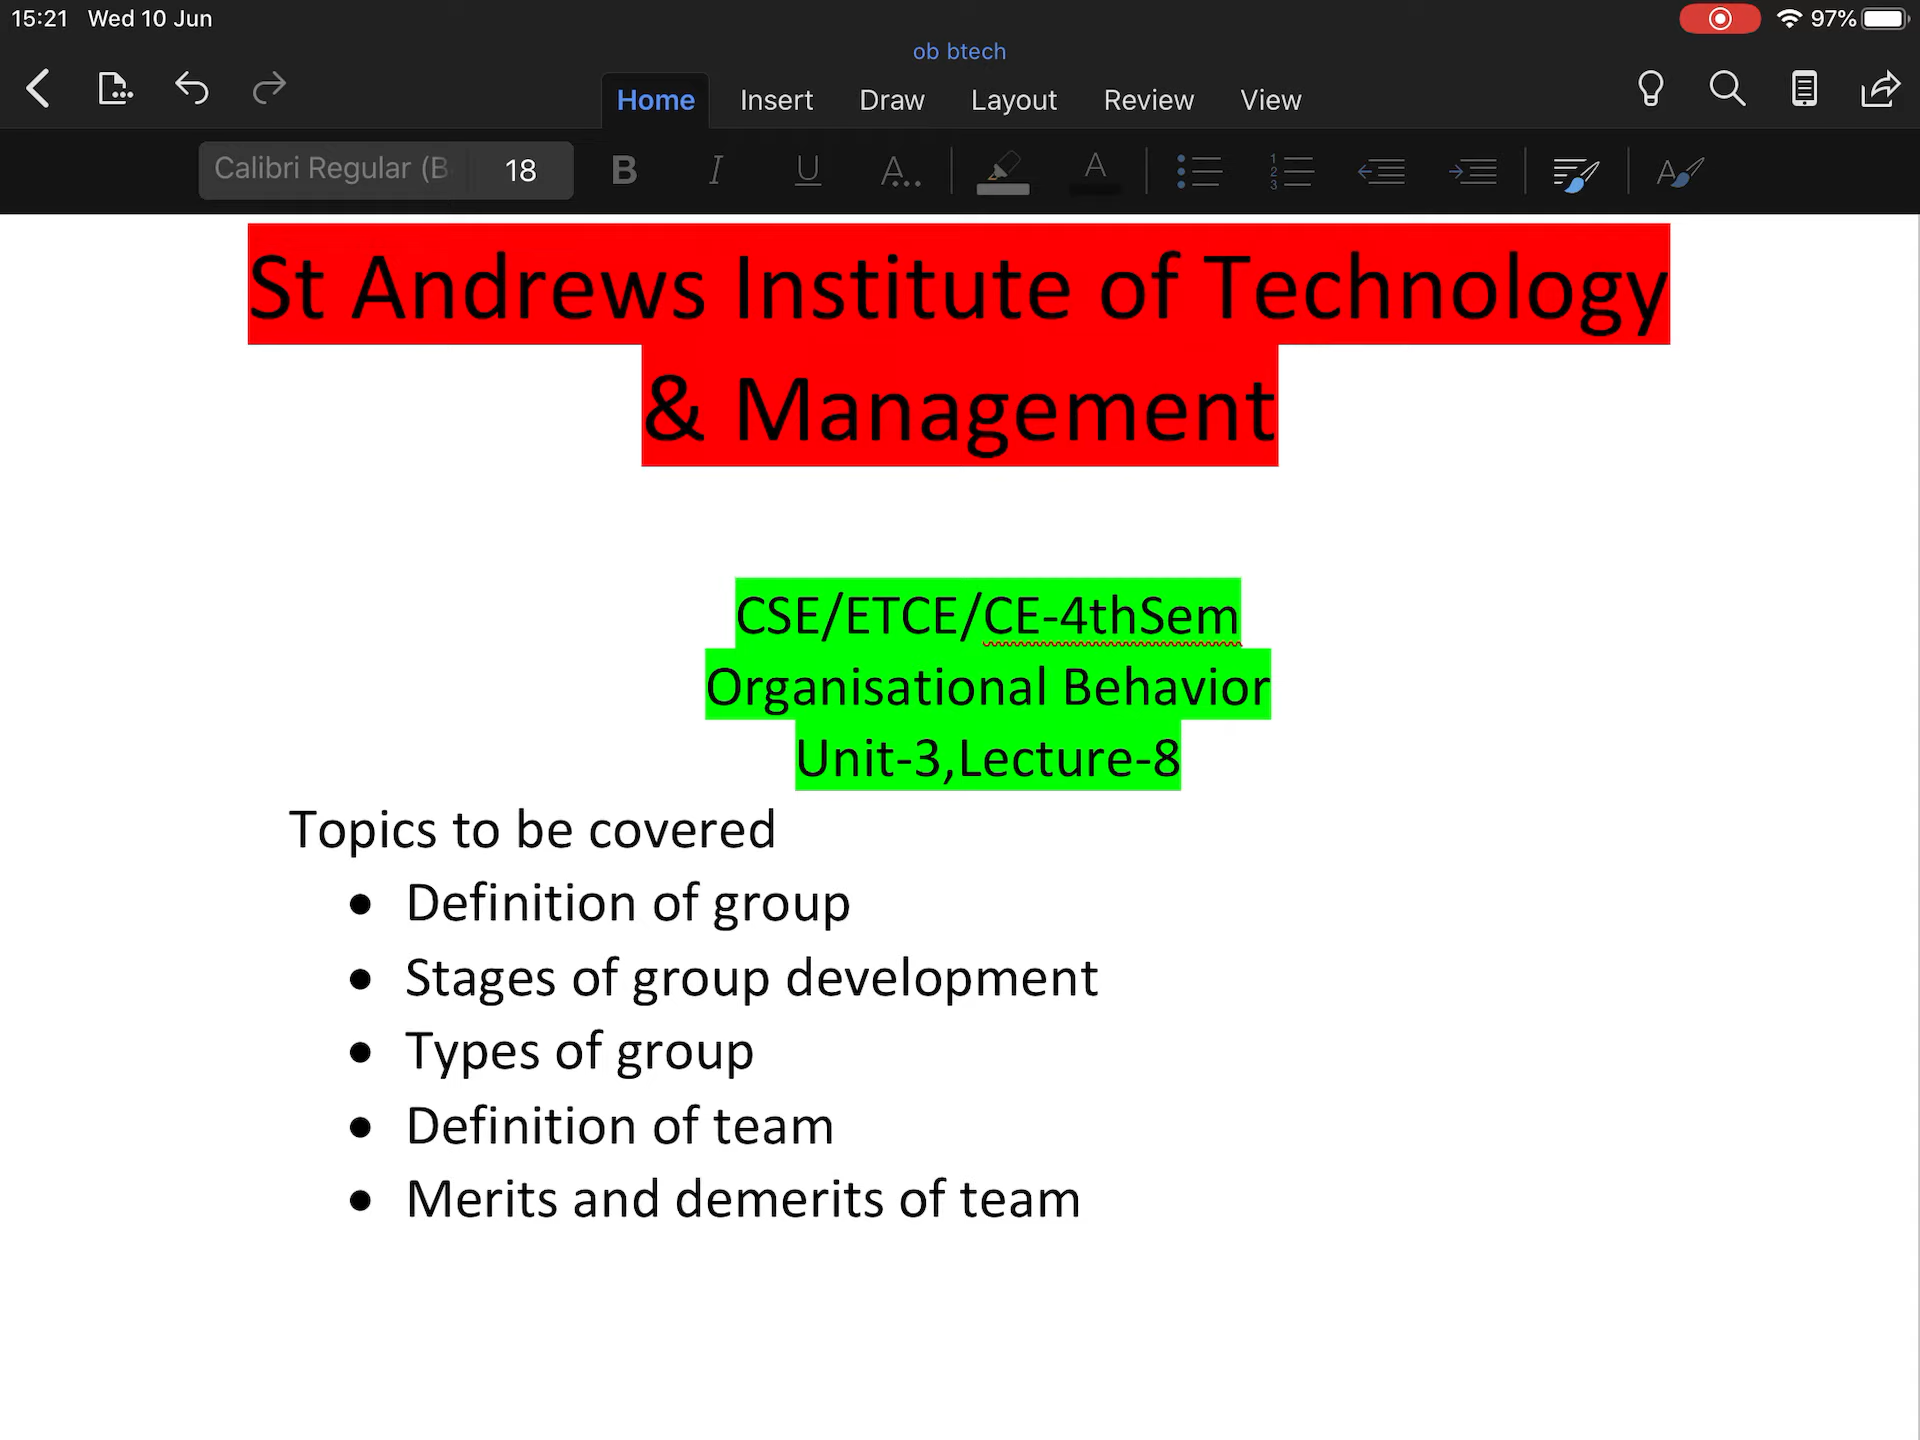 15:21 Wed 10 Jun
97%
ob btech
Home Insert Draw Layout Review View
Calibri Regular (B 18 B I U A...
A
St Andrews Institute of Technology
& Management
CSE/ETCE/CE-4thSem
Organisational Behavior
Unit-3,Lecture-8
Topics to be covered
• Definition of group
• Stages of group development
• Types of group
• Definition of team
• Merits and demerits of team